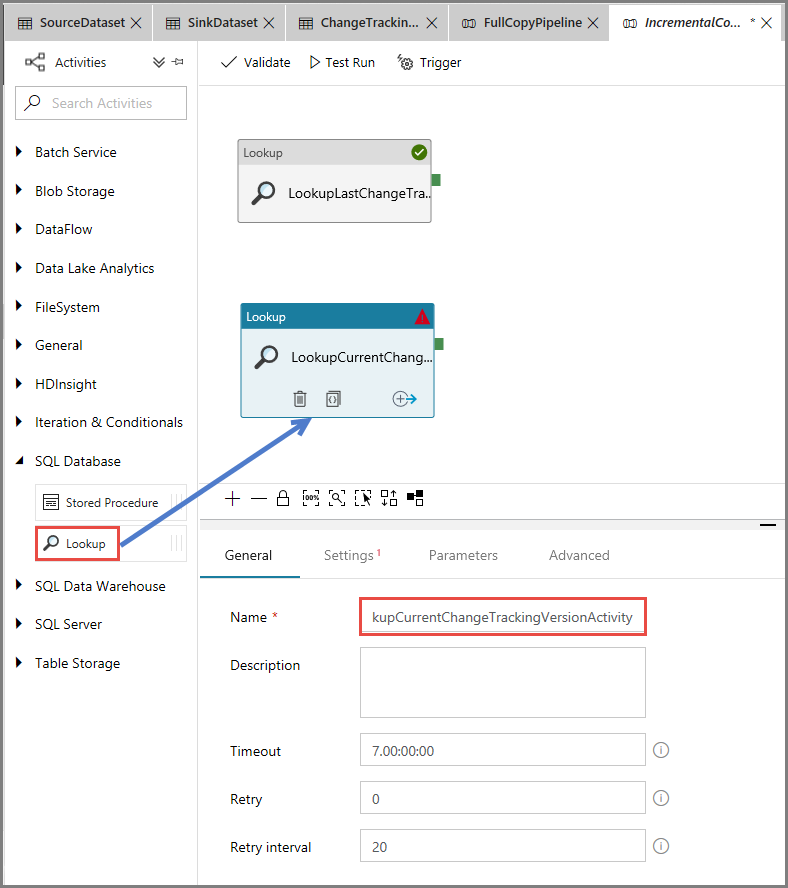 SourceDataset
SinkDataset
ChangeTrackin...
FullCopyPipeline
IncrementalCo... *
Activities
Validate
Test Run
Trigger
Search Activities
Batch Service
Blob Storage
DataFlow
Data Lake Analytics
FileSystem
General
HDInsight
Iteration & Conditionals
SQL Database
Stored Procedure
Lookup
SQL Data Warehouse
SQL Server
Table Storage
Lookup
LookupLastChangeTra..
Lookup
LookupCurrentChang...
100%
General
Settings 1
Parameters
Advanced
Name *
kupCurrentChangeTrackingVersionActivity
Description
Timeout
7.00:00:00
Retry
0
Retry interval
20